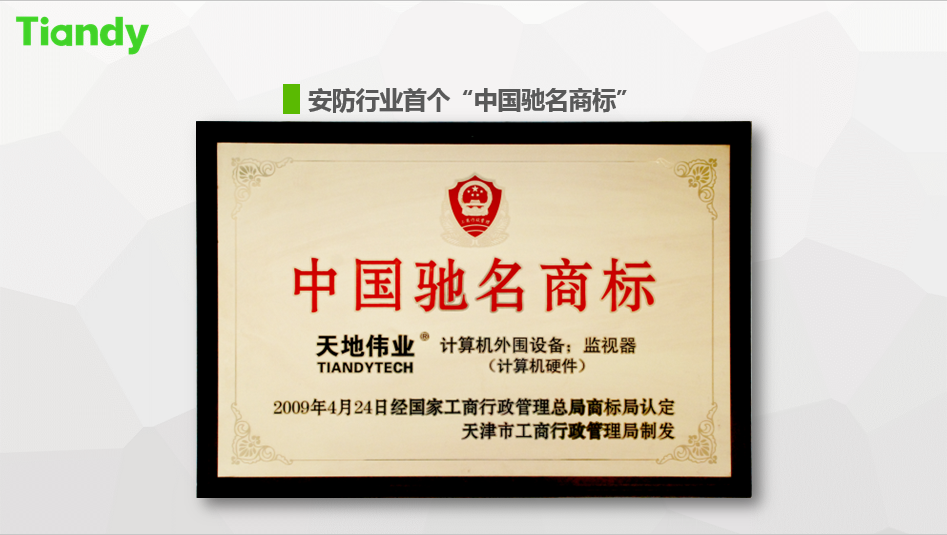 Tiandy
安防行业首个“中国驰名商标”
中国驰名商标
天地伟业® 计算机外围设备；监视器
TIANDYTECH （计算机硬件）
2009年4月24日经国家工商行政管理总局商标局认定
天津市工商行政管理局制发